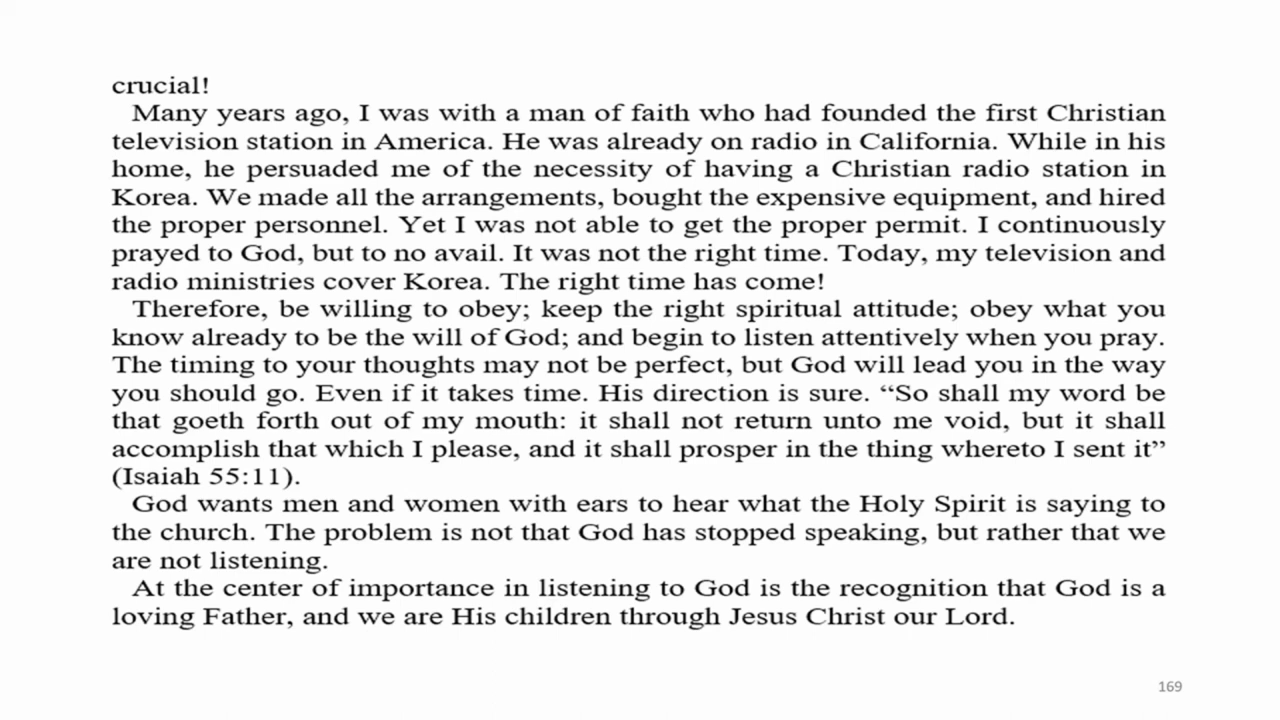 crucial!
Many years ago, I was with a man of faith who had founded the first Christian
television station in America. He was already on radio in California. While in his
home, he persuaded me of the necessity of having a Christian radio station in
Korea. We made all the arrangements, bought the expensive equipment, and hired
the proper personnel. Yet I was not able to get the proper permit. I continuously
prayed to God, but to no avail. It was not the right time. Today, my television and
radio ministries cover Korea. The right time has come!
Therefore, be willing to obey; keep the right spiritual attitude; obey what you
know already to be the will of God; and begin to listen attentively when you pray.
The timing to your thoughts may not be perfect, but God will lead you in the way
you should go. Even if it takes time. His direction is sure. “So shall my word be
that goeth forth out of my mouth: it shall not return unto me void, but it shall
accomplish that which I please, and it shall prosper in the thing whereto I sent it”
(Isaiah 55:11).
God wants men and women with ears to hear what the Holy Spirit is saying to
the church. The problem is not that God has stopped speaking, but rather that we
are not listening.
At the center of importance in listening to God is the recognition that God is a
loving Father, and we are His children through Jesus Christ our Lord.
169